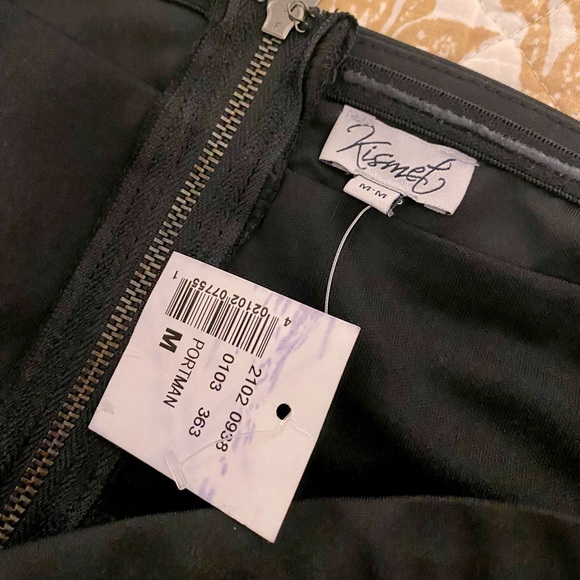 Kismet
M-M
4 02102 07755 1
2102 0938
0103 363
PORTMAN
M